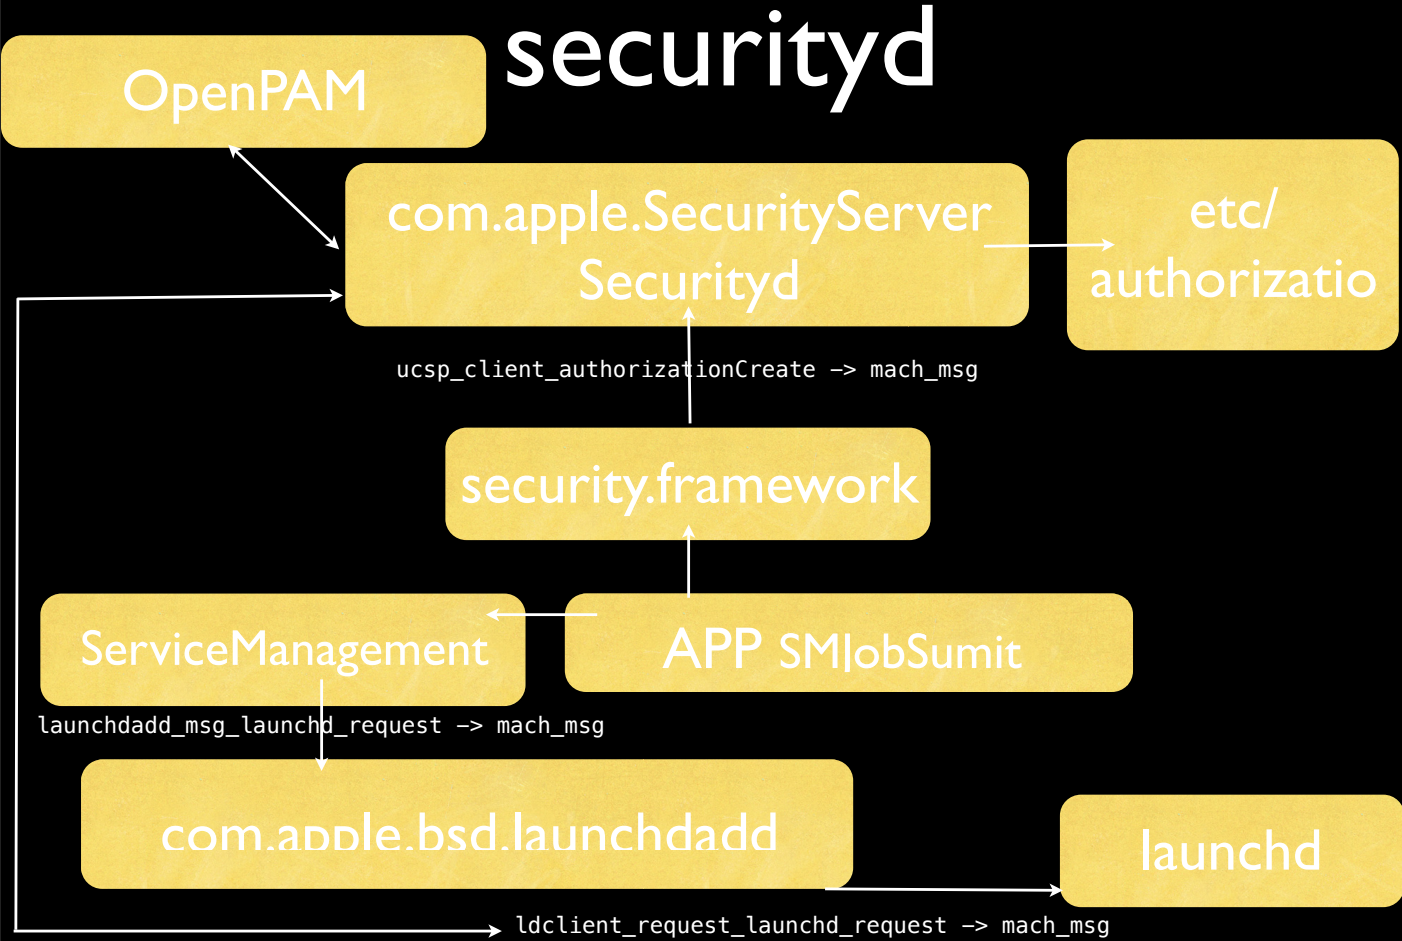 securityd
OpenPAM
com.apple.SecurityServer
Securityd
etc/
authorizatio
ucsp_client_authorizationCreate −> mach_msg
security.framework
ServiceManagement
APP SMJobSumit
launchdadd_msg_launchd_request −> mach_msg
com.apple.bsd.launchdadd
launchd
ldclient_request_launchd_request −> mach_msg